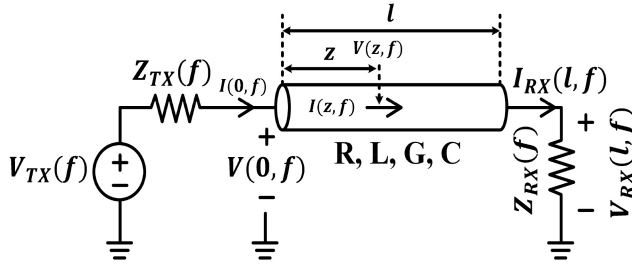 l
Z_TX(f)
z
V(z,f)
I(0,f)
I(z,f)
I_RX(l,f)
+
R, L, G, C
+
V_TX(f)
+
−
V(0,f)
−
Z_RX(f)
−
V_RX(l,f)